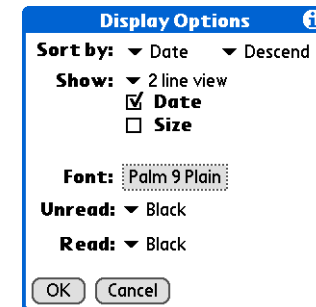 Display Options i
Sort by: Date Descend
Show: 2 line view
Date
Size
Font: Palm 9 Plain
Unread: Black
Read: Black
OK Cancel